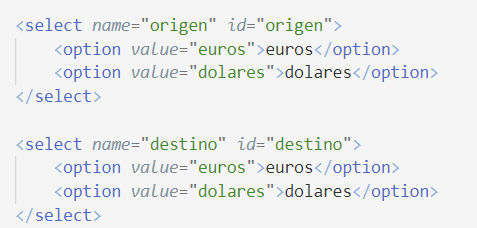 <select name="origen" id="origen">
<option value="euros">euros</option>
<option value="dolares">dolares</option>
</select>
<select name="destino" id="destino">
<option value="euros">euros</option>
<option value="dolares">dolares</option>
</select>